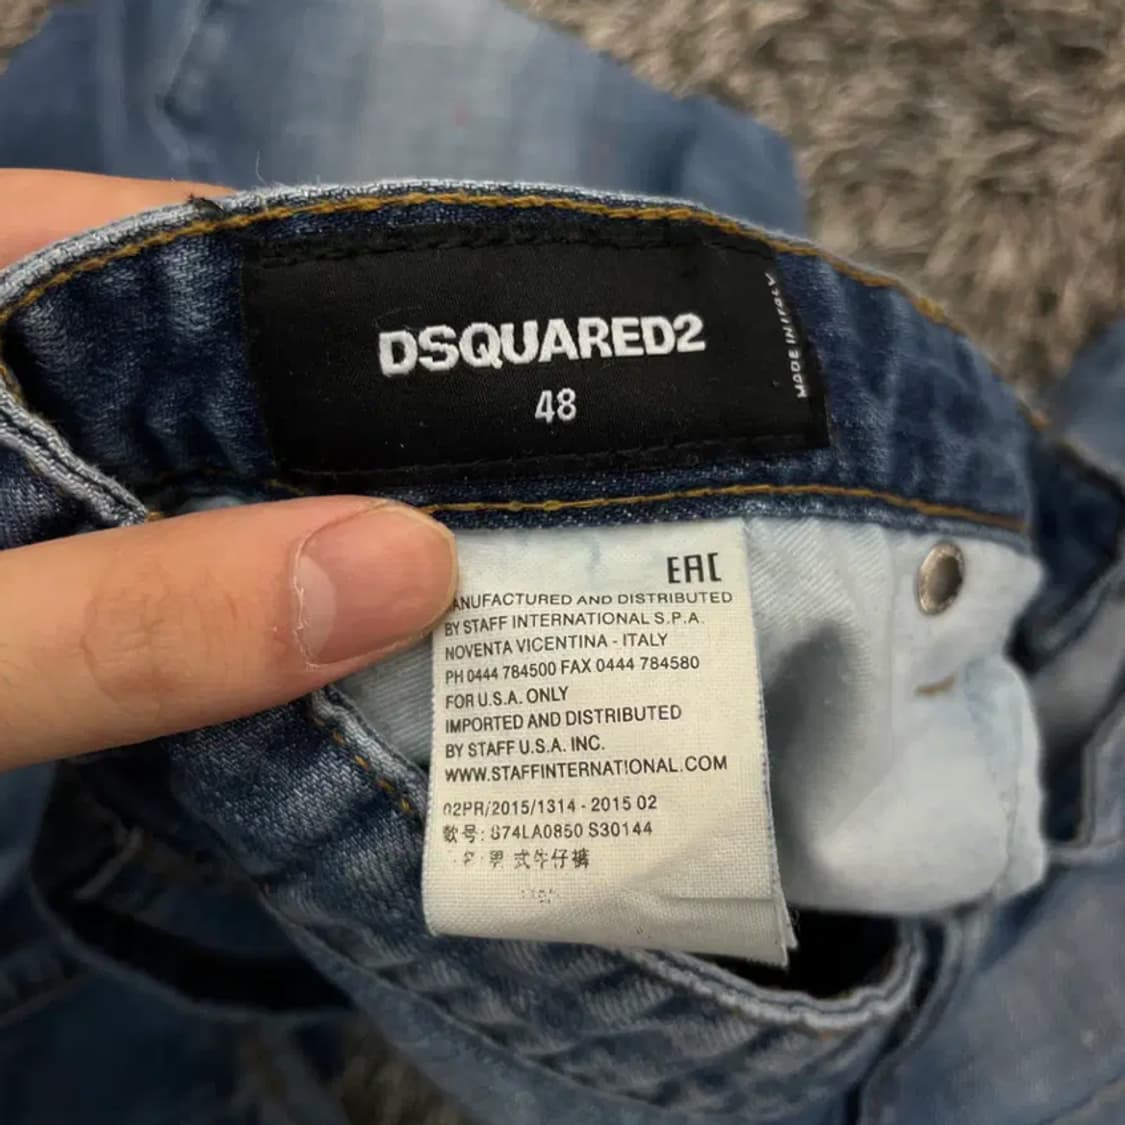 DSQUARED2
48
MADE IN ITALY
EAC
ANUFACTURED AND DISTRIBUTED
BY STAFF INTERNATIONAL S.P.A.
NOVENTA VICENTINA - ITALY
PH 0444 784500 FAX 0444 784580
FOR U.S.A. ONLY
IMPORTED AND DISTRIBUTED
BY STAFF U.S.A. INC.
WWW.STAFFINTERNATIONAL.COM
02PR/2015/1314 - 2015 02
款号: S74LA0850 S30144
男 式牛仔裤